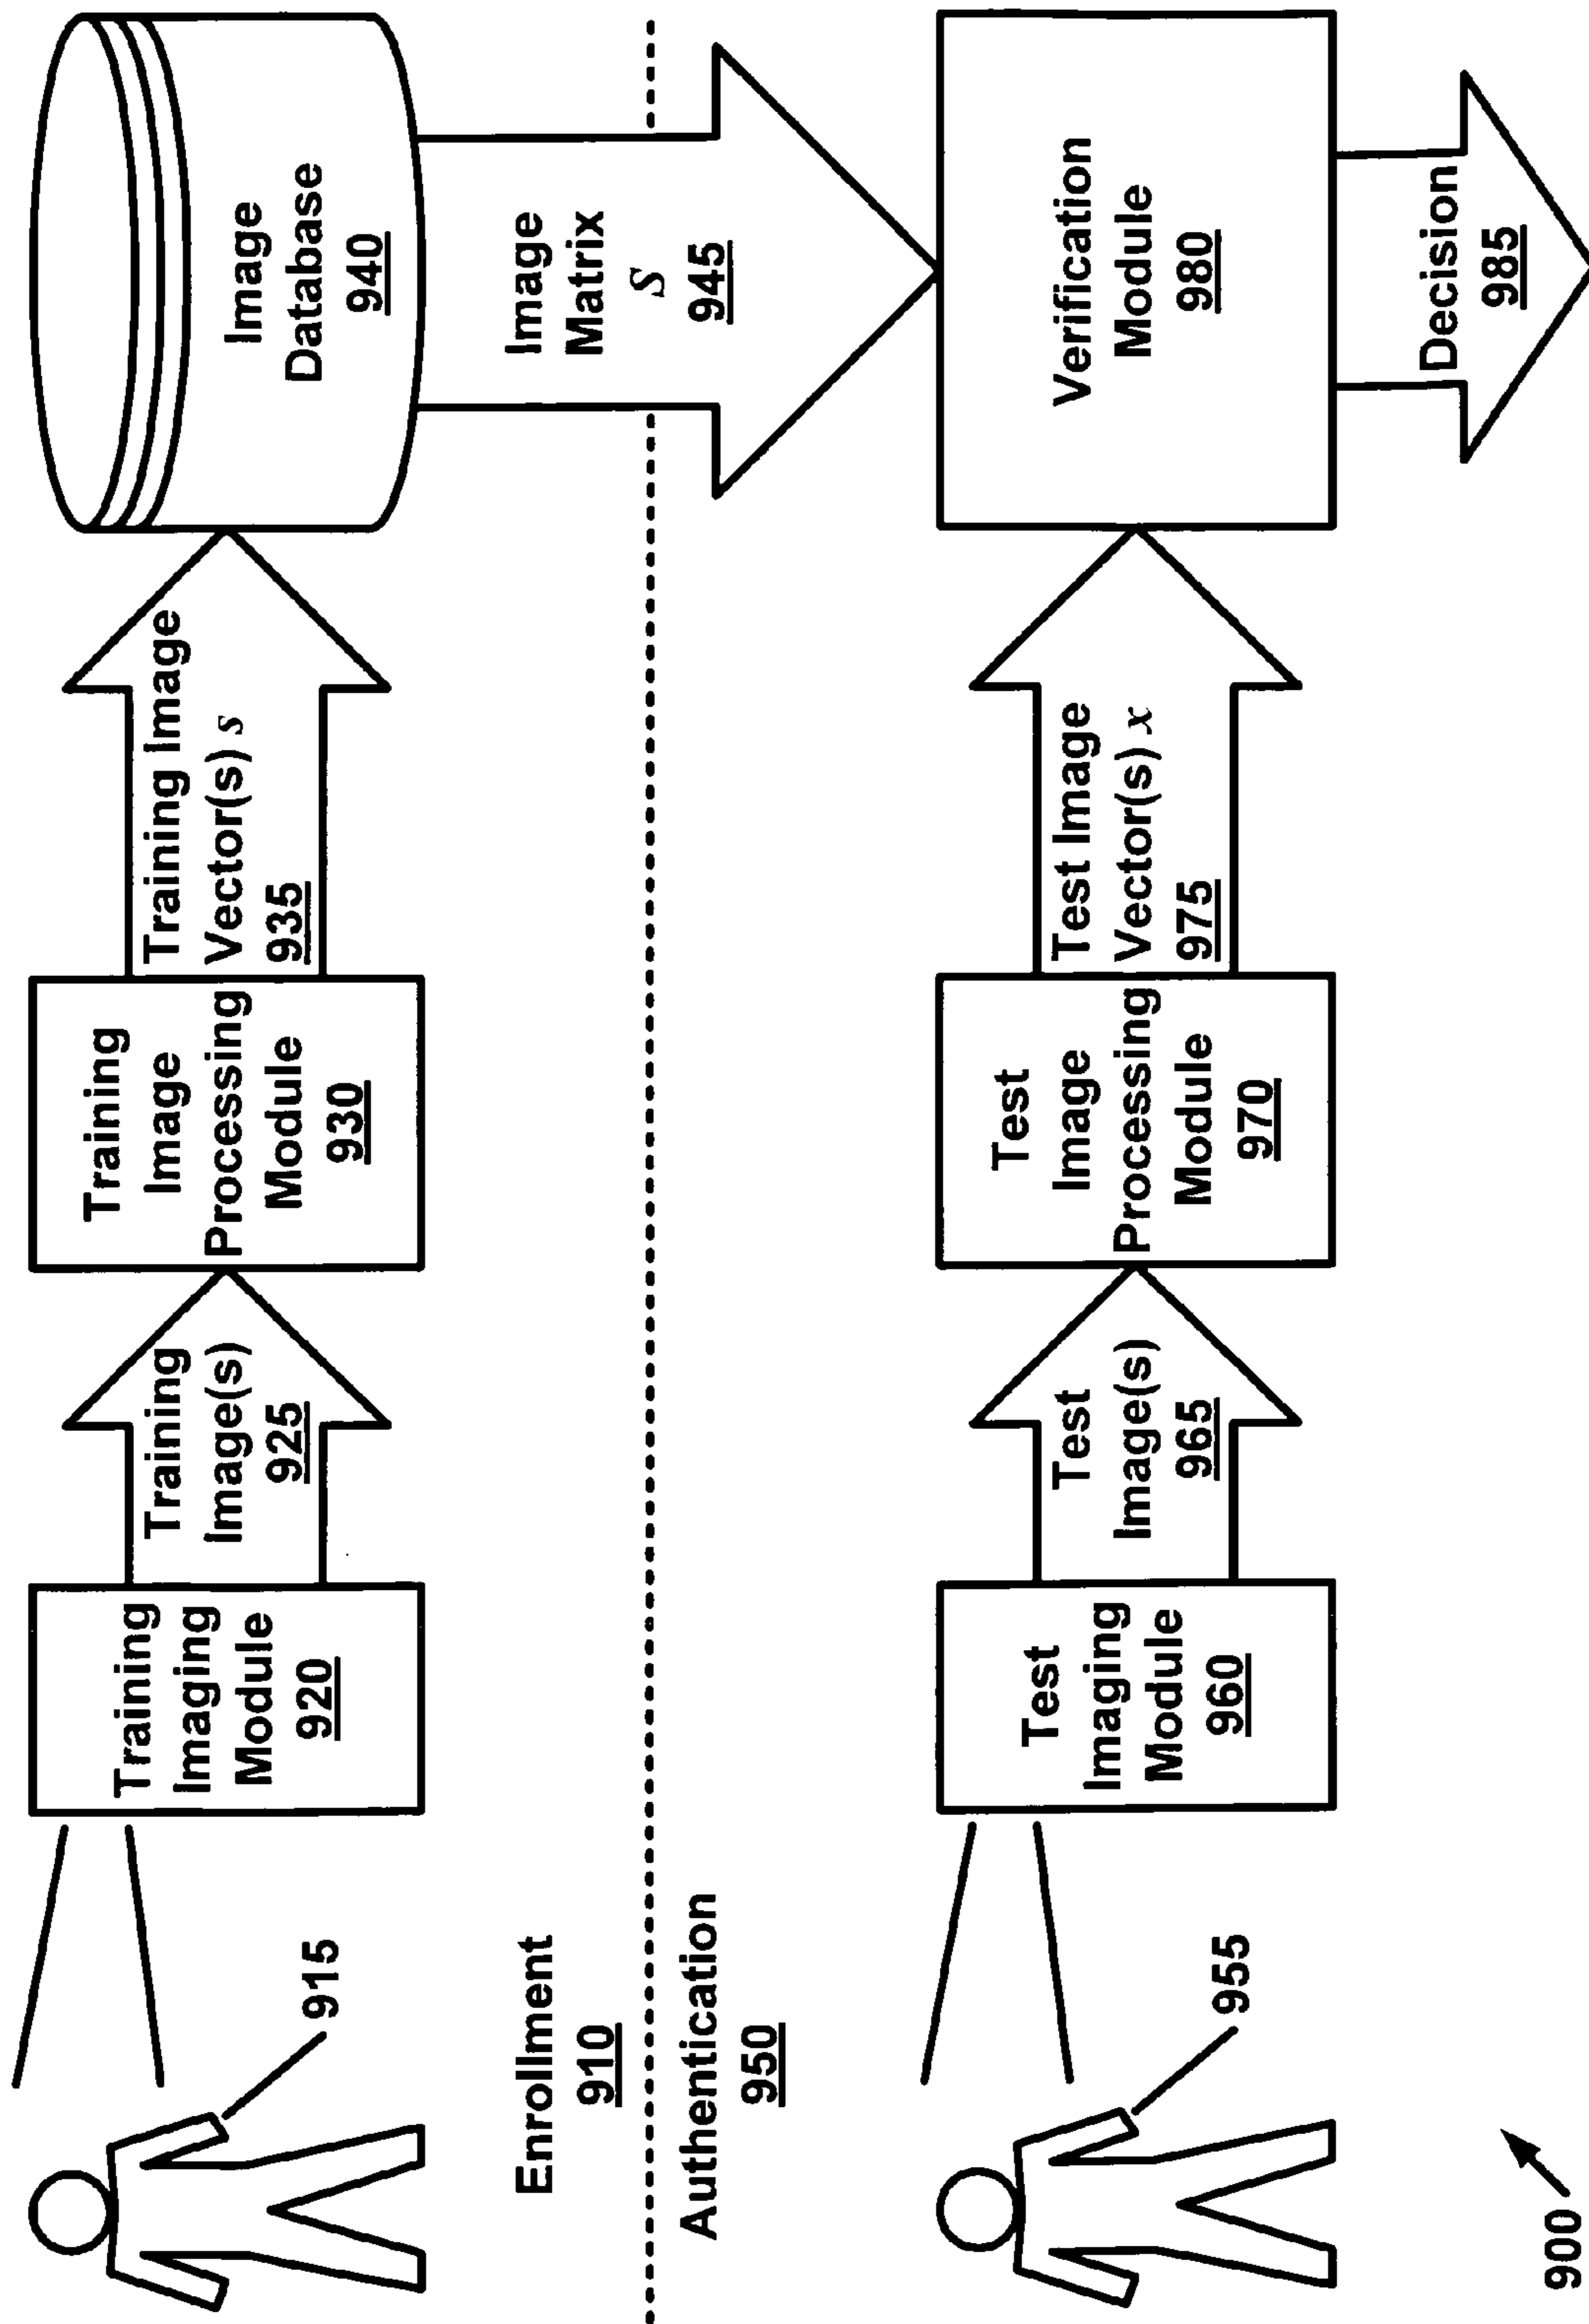 Training
Imaging
Module
920
Training
Image(s)
925
Training
Image
Processing
Module
930
Training Image
Vector(s) s
935
Image
Database
940
915
Enrollment
910
Image
Matrix
S
945
Authentication
950
955
Test
Imaging
Module
960
Test
Image(s)
965
Test
Image
Processing
Module
970
Test Image
Vector(s) x
975
Verification
Module
980
Decision
985
900